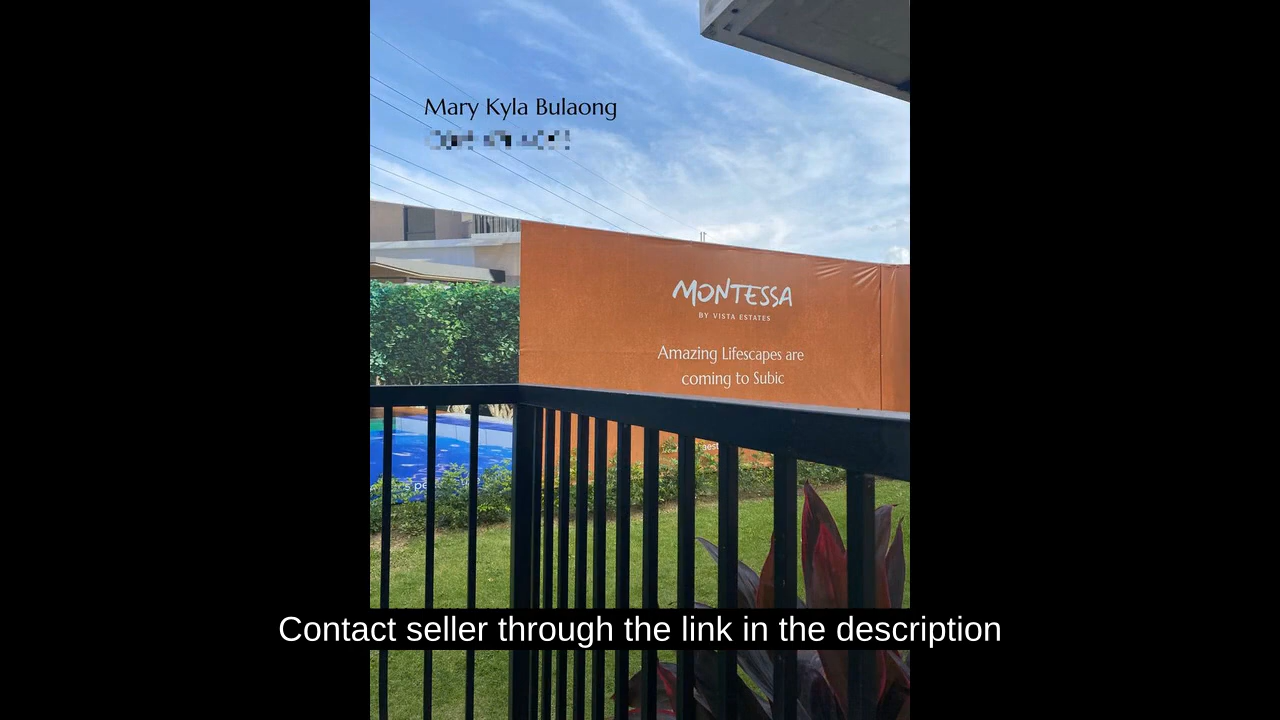 Mary Kyla Bulaong
MONTESSA
BY VISTA ESTATES
Amazing Lifescapes are
coming to Subic
Contact seller through the link in the description